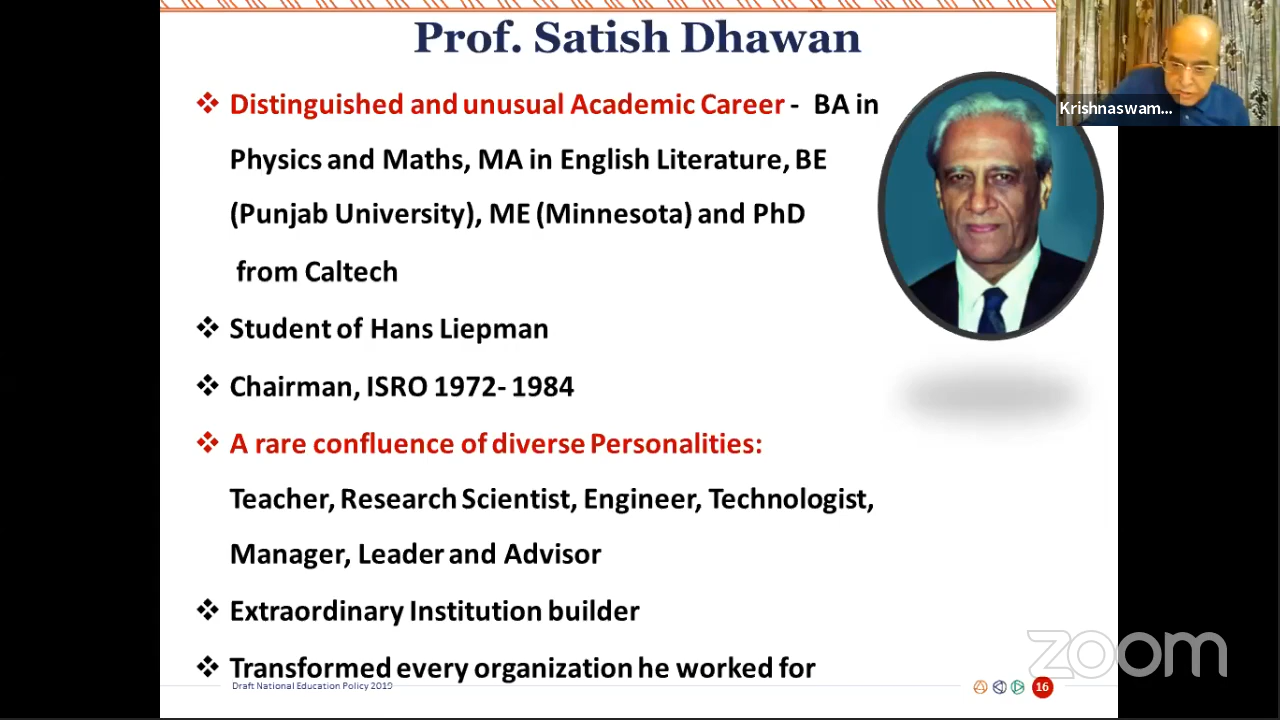 Prof. Satish Dhawan
Krishnaswam...
Distinguished and unusual Academic Career - BA in
Physics and Maths, MA in English Literature, BE
(Punjab University), ME (Minnesota) and PhD
from Caltech
Student of Hans Liepman
Chairman, ISRO 1972- 1984
A rare confluence of diverse Personalities:
Teacher, Research Scientist, Engineer, Technologist,
Manager, Leader and Advisor
Extraordinary Institution builder
Transformed every organization he worked for
Draft National Education Policy 2019
16
zoom